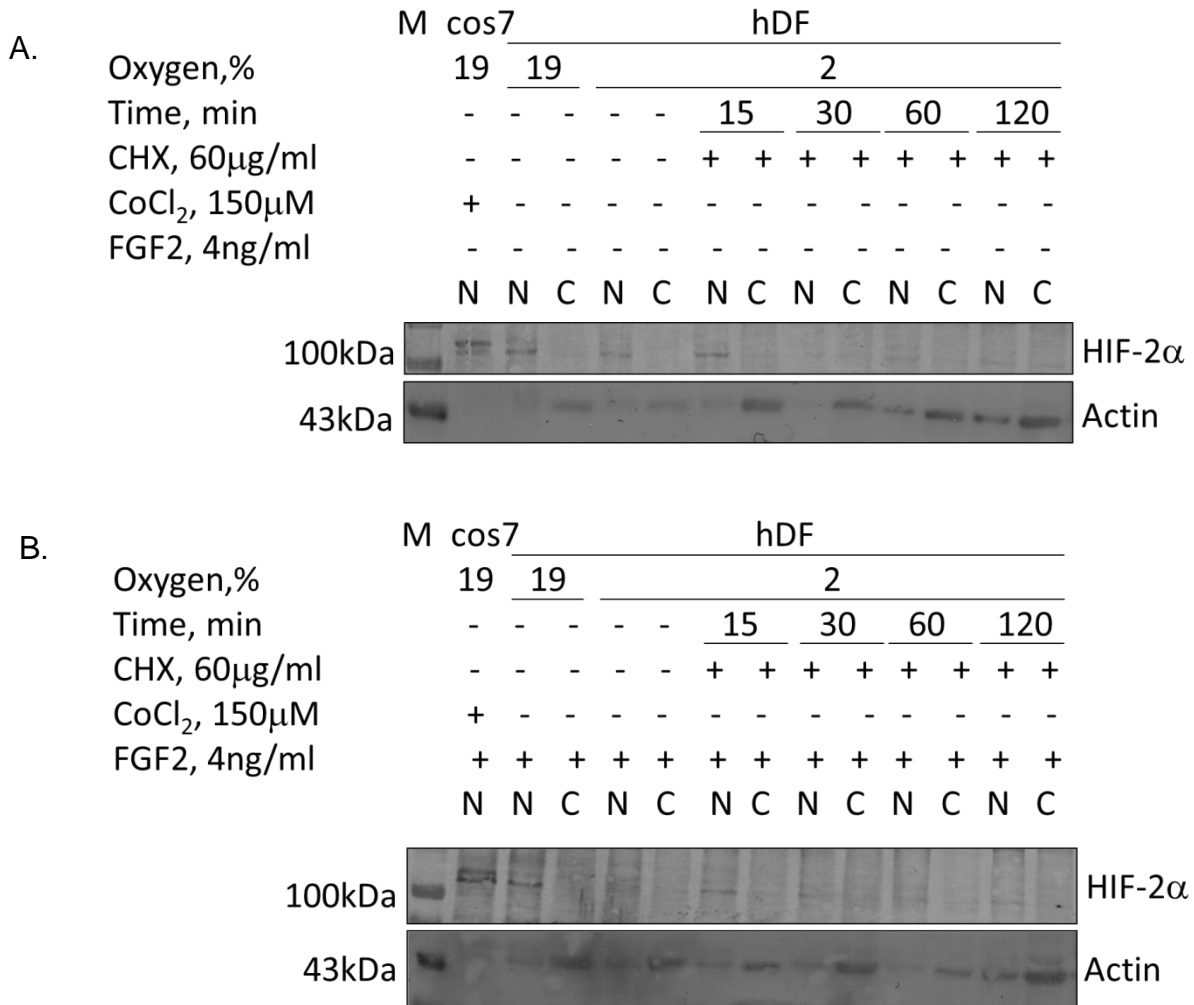 A.
M cos7 hDF
Oxygen,% 19 19 2
Time, min - - - - - 15 30 60 120
CHX, 60μg/ml - - - - - + + + + + + + +
CoCl₂, 150μM + - - - - - - - - - - - -
FGF2, 4ng/ml - - - - - - - - - - - - -
N N C N C N C N C N C N C
100kDa HIF-2α
43kDa Actin
B.
M cos7 hDF
Oxygen,% 19 19 2
Time, min - - - - - 15 30 60 120
CHX, 60μg/ml - - - - - + + + + + + + +
CoCl₂, 150μM + - - - - - - - - - - - -
FGF2, 4ng/ml + + + + + + + + + + + + +
N N C N C N C N C N C N C
100kDa HIF-2α
43kDa Actin